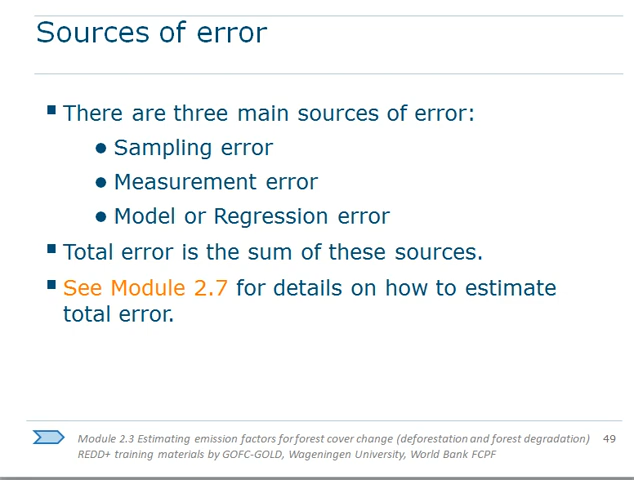 Sources of error
There are three main sources of error:
Sampling error
Measurement error
Model or Regression error
Total error is the sum of these sources.
See Module 2.7 for details on how to estimate
total error.
Module 2.3 Estimating emission factors for forest cover change (deforestation and forest degradation) 49
REDD+ training materials by GOFC-GOLD, Wageningen University, World Bank FCPF